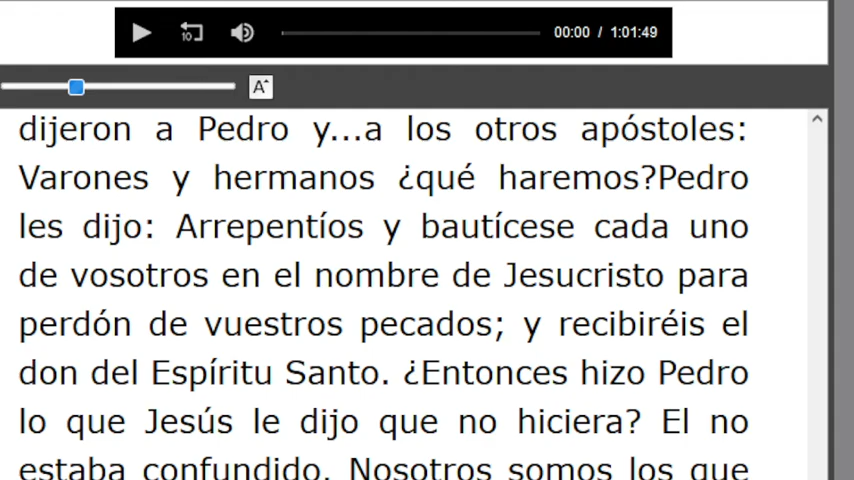 10
00:00 / 1:01:49
A
dijeron a Pedro y...a los otros apóstoles:
Varones y hermanos ¿qué haremos?Pedro
les dijo: Arrepentíos y bautícese cada uno
de vosotros en el nombre de Jesucristo para
perdón de vuestros pecados; y recibiréis el
don del Espíritu Santo. ¿Entonces hizo Pedro
lo que Jesús le dijo que no hiciera? El no
estaba confundido. Nosotros somos los que